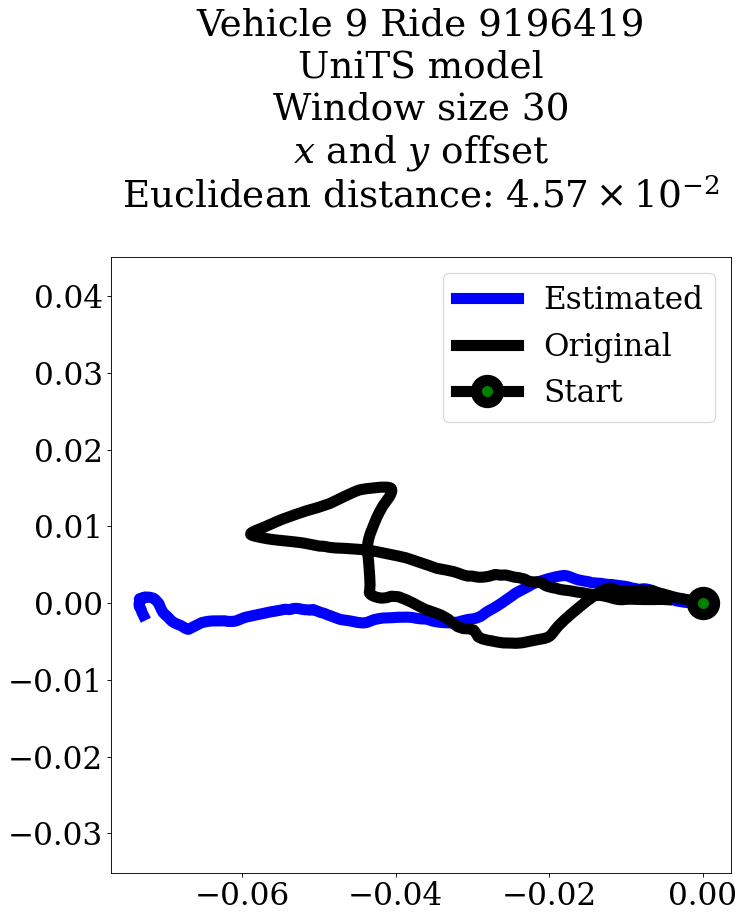 Vehicle 9 Ride 9196419
UniTS model
Window size 30
x and y offset
Euclidean distance: 4.57 × 10⁻²
Estimated
Original
Start
0.04
0.03
0.02
0.01
0.00
−0.01
−0.02
−0.03
−0.06
−0.04
−0.02
0.00